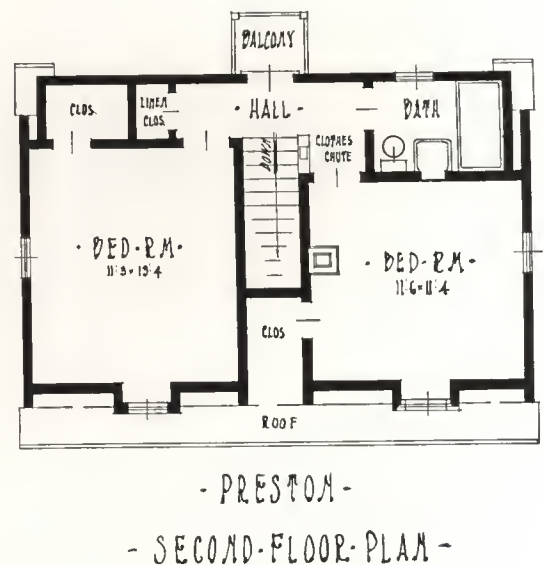 BALCONY
CLOS.
LINEN
CLOS.
· HALL ·
BATH
DOWN
CLOTHES
CHUTE
· BED-RM ·
11'-3 × 15'-4
· BED-RM ·
11'-6 × 11'-4
CLOS
ROOF
- PRESTON -
- SECOND-FLOOR-PLAN -